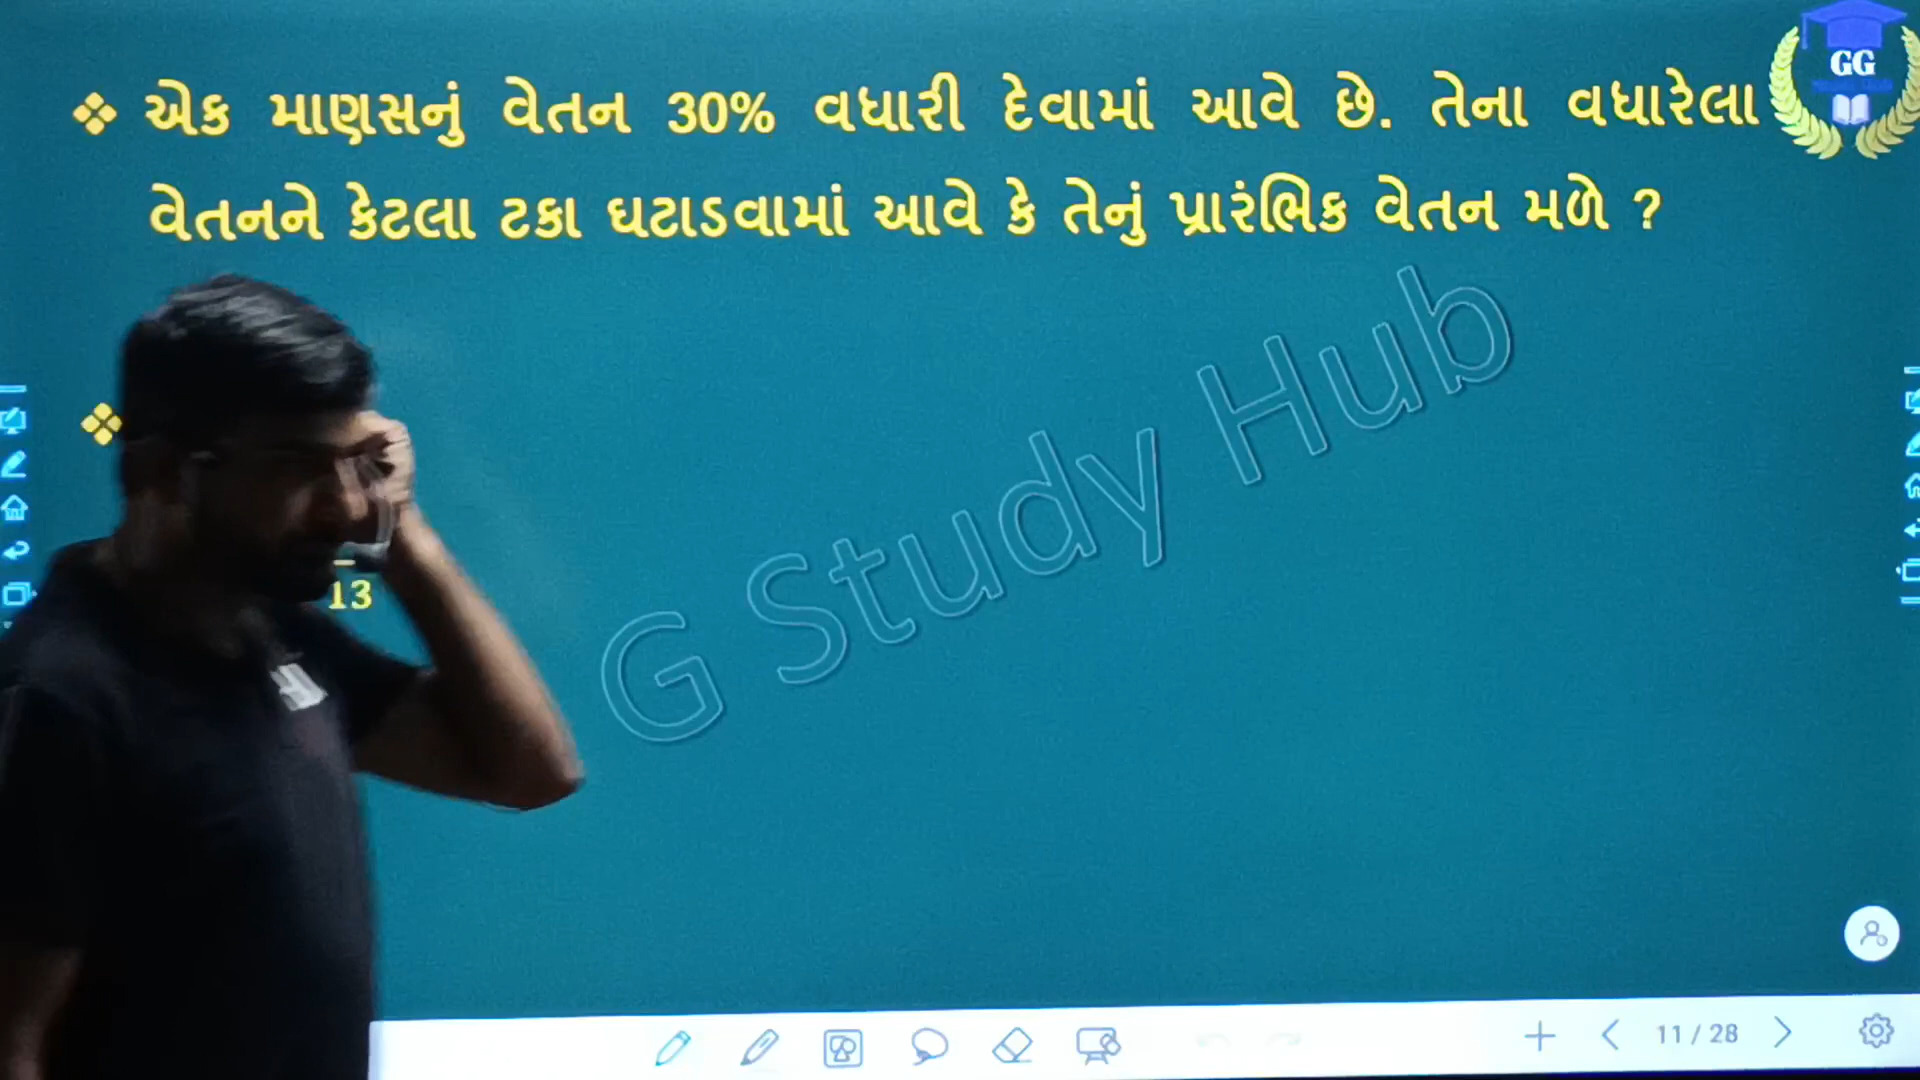 ❖ એક માણસનું વેતન 30% વધારી દેવામાં આવે છે. તેના વધારેલા
વેતનને કેટલા ટકા ઘટાડવામાં આવે કે તેનું પ્રારંભિક વેતન મળે ?
GG
13
G Study Hub
11 / 28